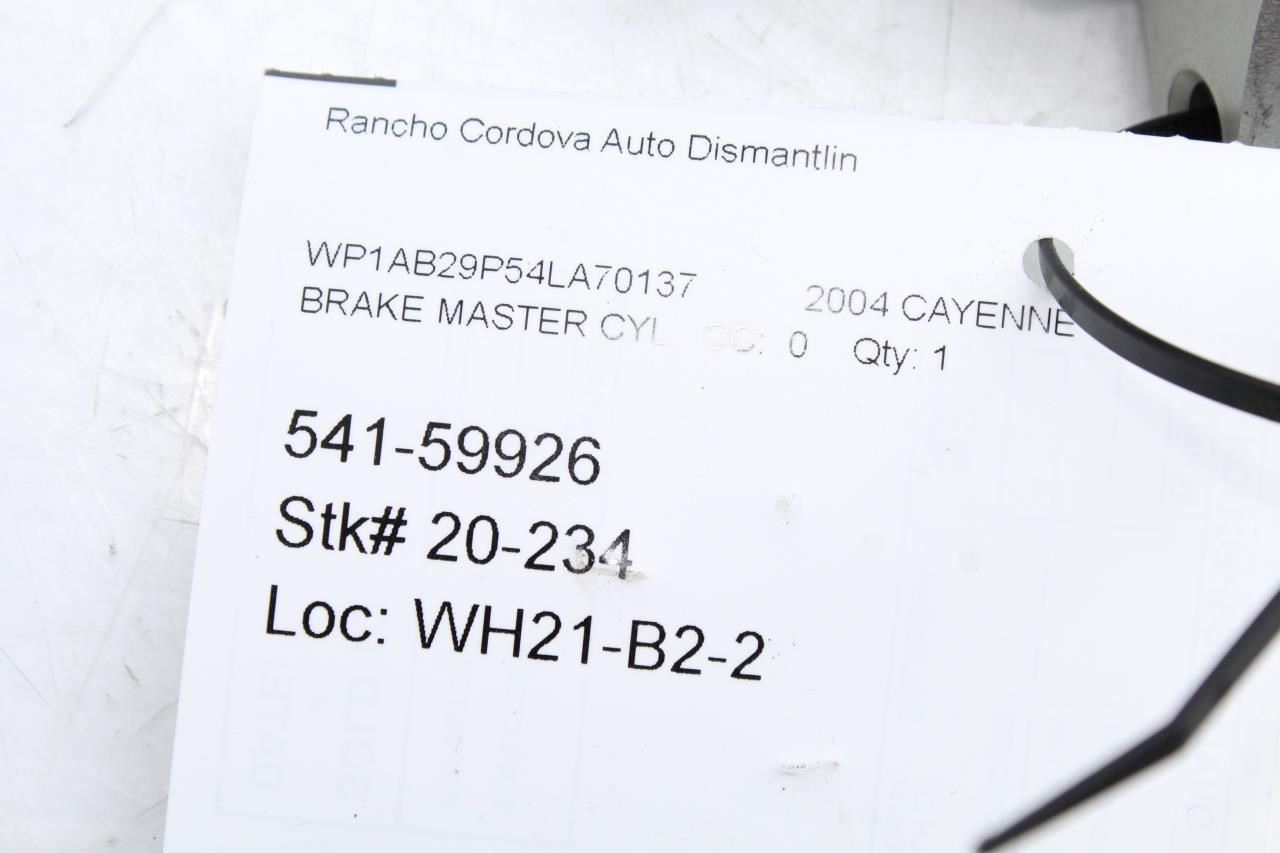 Rancho Cordova Auto Dismantlin
WP1AB29P54LA70137 2004 CAYENNE
BRAKE MASTER CYL CC: 0 Qty: 1
541-59926
Stk# 20-234
Loc: WH21-B2-2